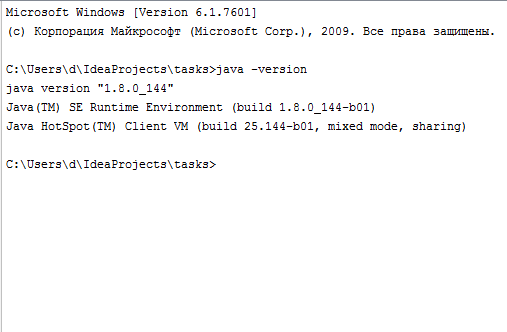 Microsoft Windows [Version 6.1.7601]
(c) Корпорация Майкрософт (Microsoft Corp.), 2009. Все права защищены.
C:\Users\d\IdeaProjects\tasks>java -version
java version "1.8.0_144"
Java(TM) SE Runtime Environment (build 1.8.0_144-b01)
Java HotSpot(TM) Client VM (build 25.144-b01, mixed mode, sharing)
C:\Users\d\IdeaProjects\tasks>